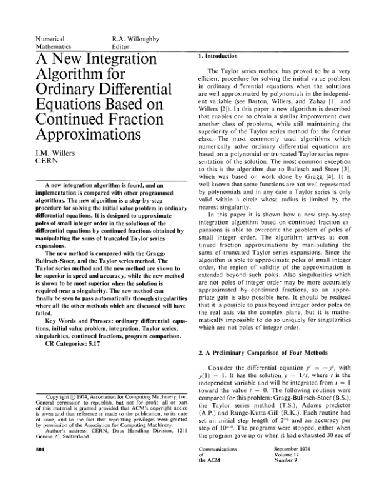 Numerical R.A. Willoughby
Mathematics Editor
A New Integration
Algorithm for
Ordinary Differential
Equations Based on
Continued Fraction
Approximations
I.M. Willers
CERN
A new integration algorithm is found, and an
implementation is compared with other programmed
algorithms. The new algorithm is a step by step
procedure for solving the initial value problem in ordinary
differential equations. It is designed to approximate
poles of small integer order in the solutions of the
differential equations by continued fractions obtained by
manipulating the sums of truncated Taylor series
expansions.
The new method is compared with the Gragg-
Bulirsch-Stoer, and the Taylor series method. The
Taylor series method and the new method are shown to
be superior in speed and accuracy, while the new method
is shown to be most superior when the solution is
required near a singularity. The new method can
finally be seen to pass automatically through singularities
where all the other methods which are discussed will have
failed.
Key Words and Phrases: ordinary differential equa-
tions, initial value problem, integration, Taylor series,
singularities, continued fractions, program comparison.
CR Categories: 5.17
Copyright © 1974, Association for Computing Machinery, Inc.
General permission to republish, but not for profit, all or part
of this material is granted provided that ACM's copyright notice
is given and that reference is made to the publication, to its date
of issue, and to the fact that reprinting privileges were granted
by permission of the Association for Computing Machinery.
Author's address: CERN, Data Handling Division, 1211
Geneva 23, Switzerland.
1. Introduction
The Taylor series method has proved to be a very
efficient procedure for solving the initial value problem
in ordinary differential equations when the solutions
are well approximated by polynomials in the independ-
ent variable (see Barton, Willers, and Zahar [1] and
Willers [2]). In this paper a new algorithm is described
that enables one to obtain a similar improvement over
another class of problems, while still maintaining the
superiority of the Taylor series method for the former
class. The most commonly used algorithms which
numerically solve ordinary differential equations are
based on a polynomial or truncated Taylor series repre-
sentation of the solution. The most common exception
to this is the algorithm due to Bulirsch and Stoer [3],
which was based on work done by Gragg [4]. It is
well known that some functions are not well represented
by polynomials and in any case a Taylor series is only
valid within a circle whose radius is limited by the
nearest singularity.
In this paper it is shown how a new step-by-step
integration algorithm based on continued fraction ex-
pansions is able to overcome the problem of poles of
small integer order. The algorithm arrives at con-
tinued fraction approximations by manipulating the
sums of truncated Taylor series expansions. Since the
algorithm is able to approximate poles of small integer
order, the region of validity of the approximation is
extended beyond such poles. Also singularities which
are not poles of integer order may be more accurately
approximated by continued fractions, so an appro-
priate gain is also possible here. It should be realized
that it is possible to pass beyond integer order poles on
the real axis via the complex plane, but it is mathe-
matically impossible to do so uniquely for singularities
which are not poles of integer order.
2. A Preliminary Comparison of Four Methods
Consider the differential equation y' = -y², with
y(1) = 1. It has the solution, y = 1/t, where t is the
independent variable and will be integrated from t = 1
toward the value t = 0. The following routines were
compared for this problem: Gragg-Bulirsch-Stoer (B.S.),
the Taylor series method (T.S.), Adams predictor
(A.P.) and Runge-Kutta-Gill (R.K.). Each routine had
an initial step length of and an accuracy per
step of The programs were stopped, either when
the program gave up or when it had exhausted 30 sec of
Communications September 1974
of Volume 17
the ACM Number 9